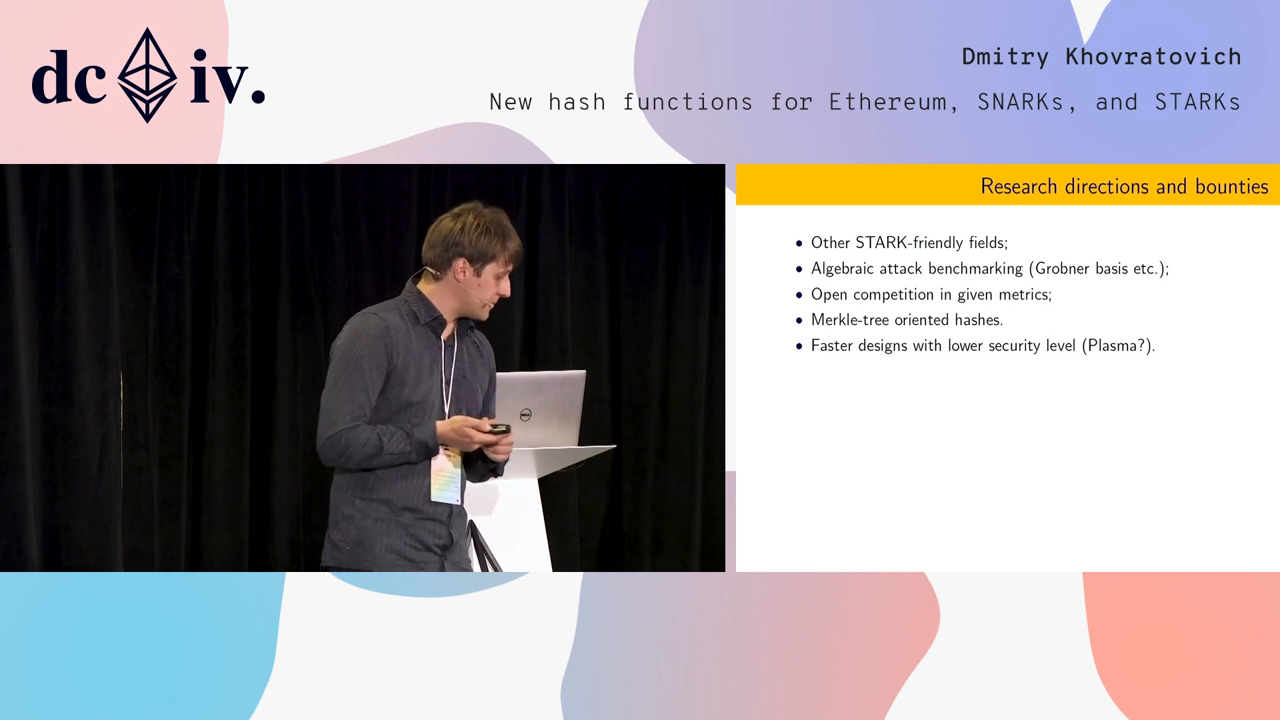 dc iv.
Dmitry Khovratovich
New hash functions for Ethereum, SNARKs, and STARKs
Research directions and bounties
• Other STARK-friendly fields;
• Algebraic attack benchmarking (Grobner basis etc.);
• Open competition in given metrics;
• Merkle-tree oriented hashes.
• Faster designs with lower security level (Plasma?).
DELL